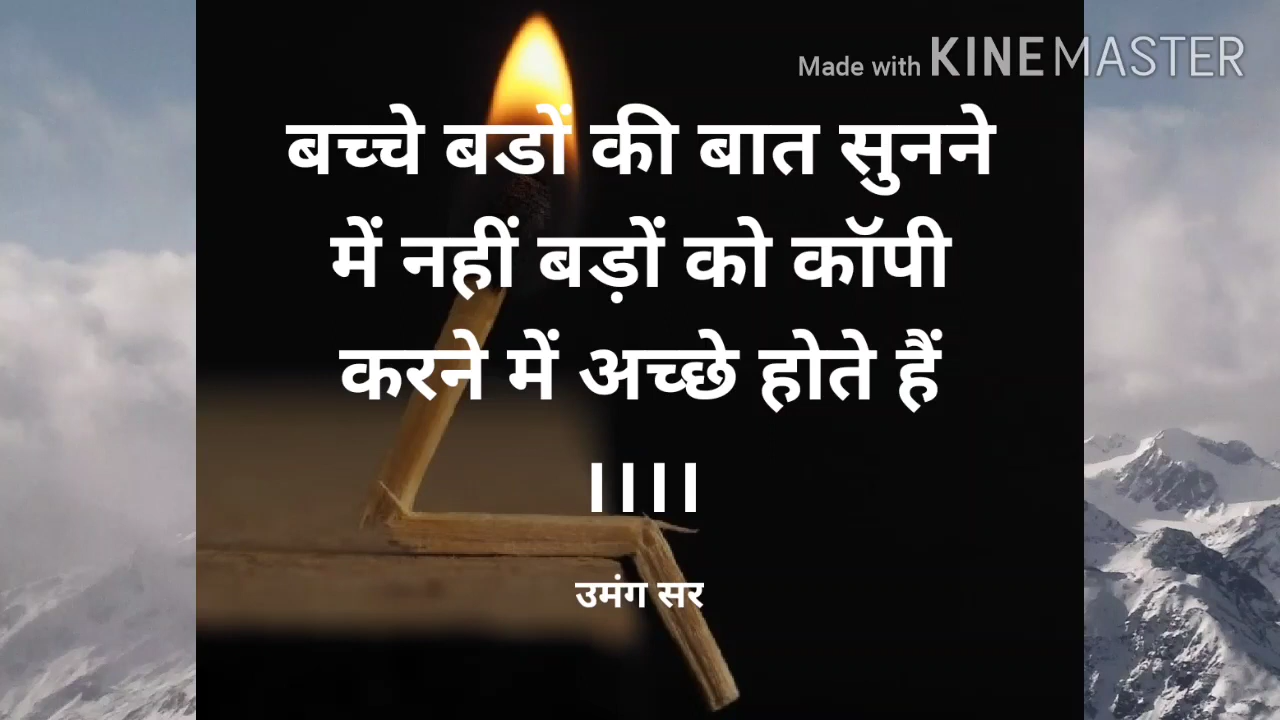 Made with KINEMASTER
बच्चे बडों की बात सुनने
में नहीं बड़ों को कॉपी
करने में अच्छे होते हैं
।।।।
उमंग सर